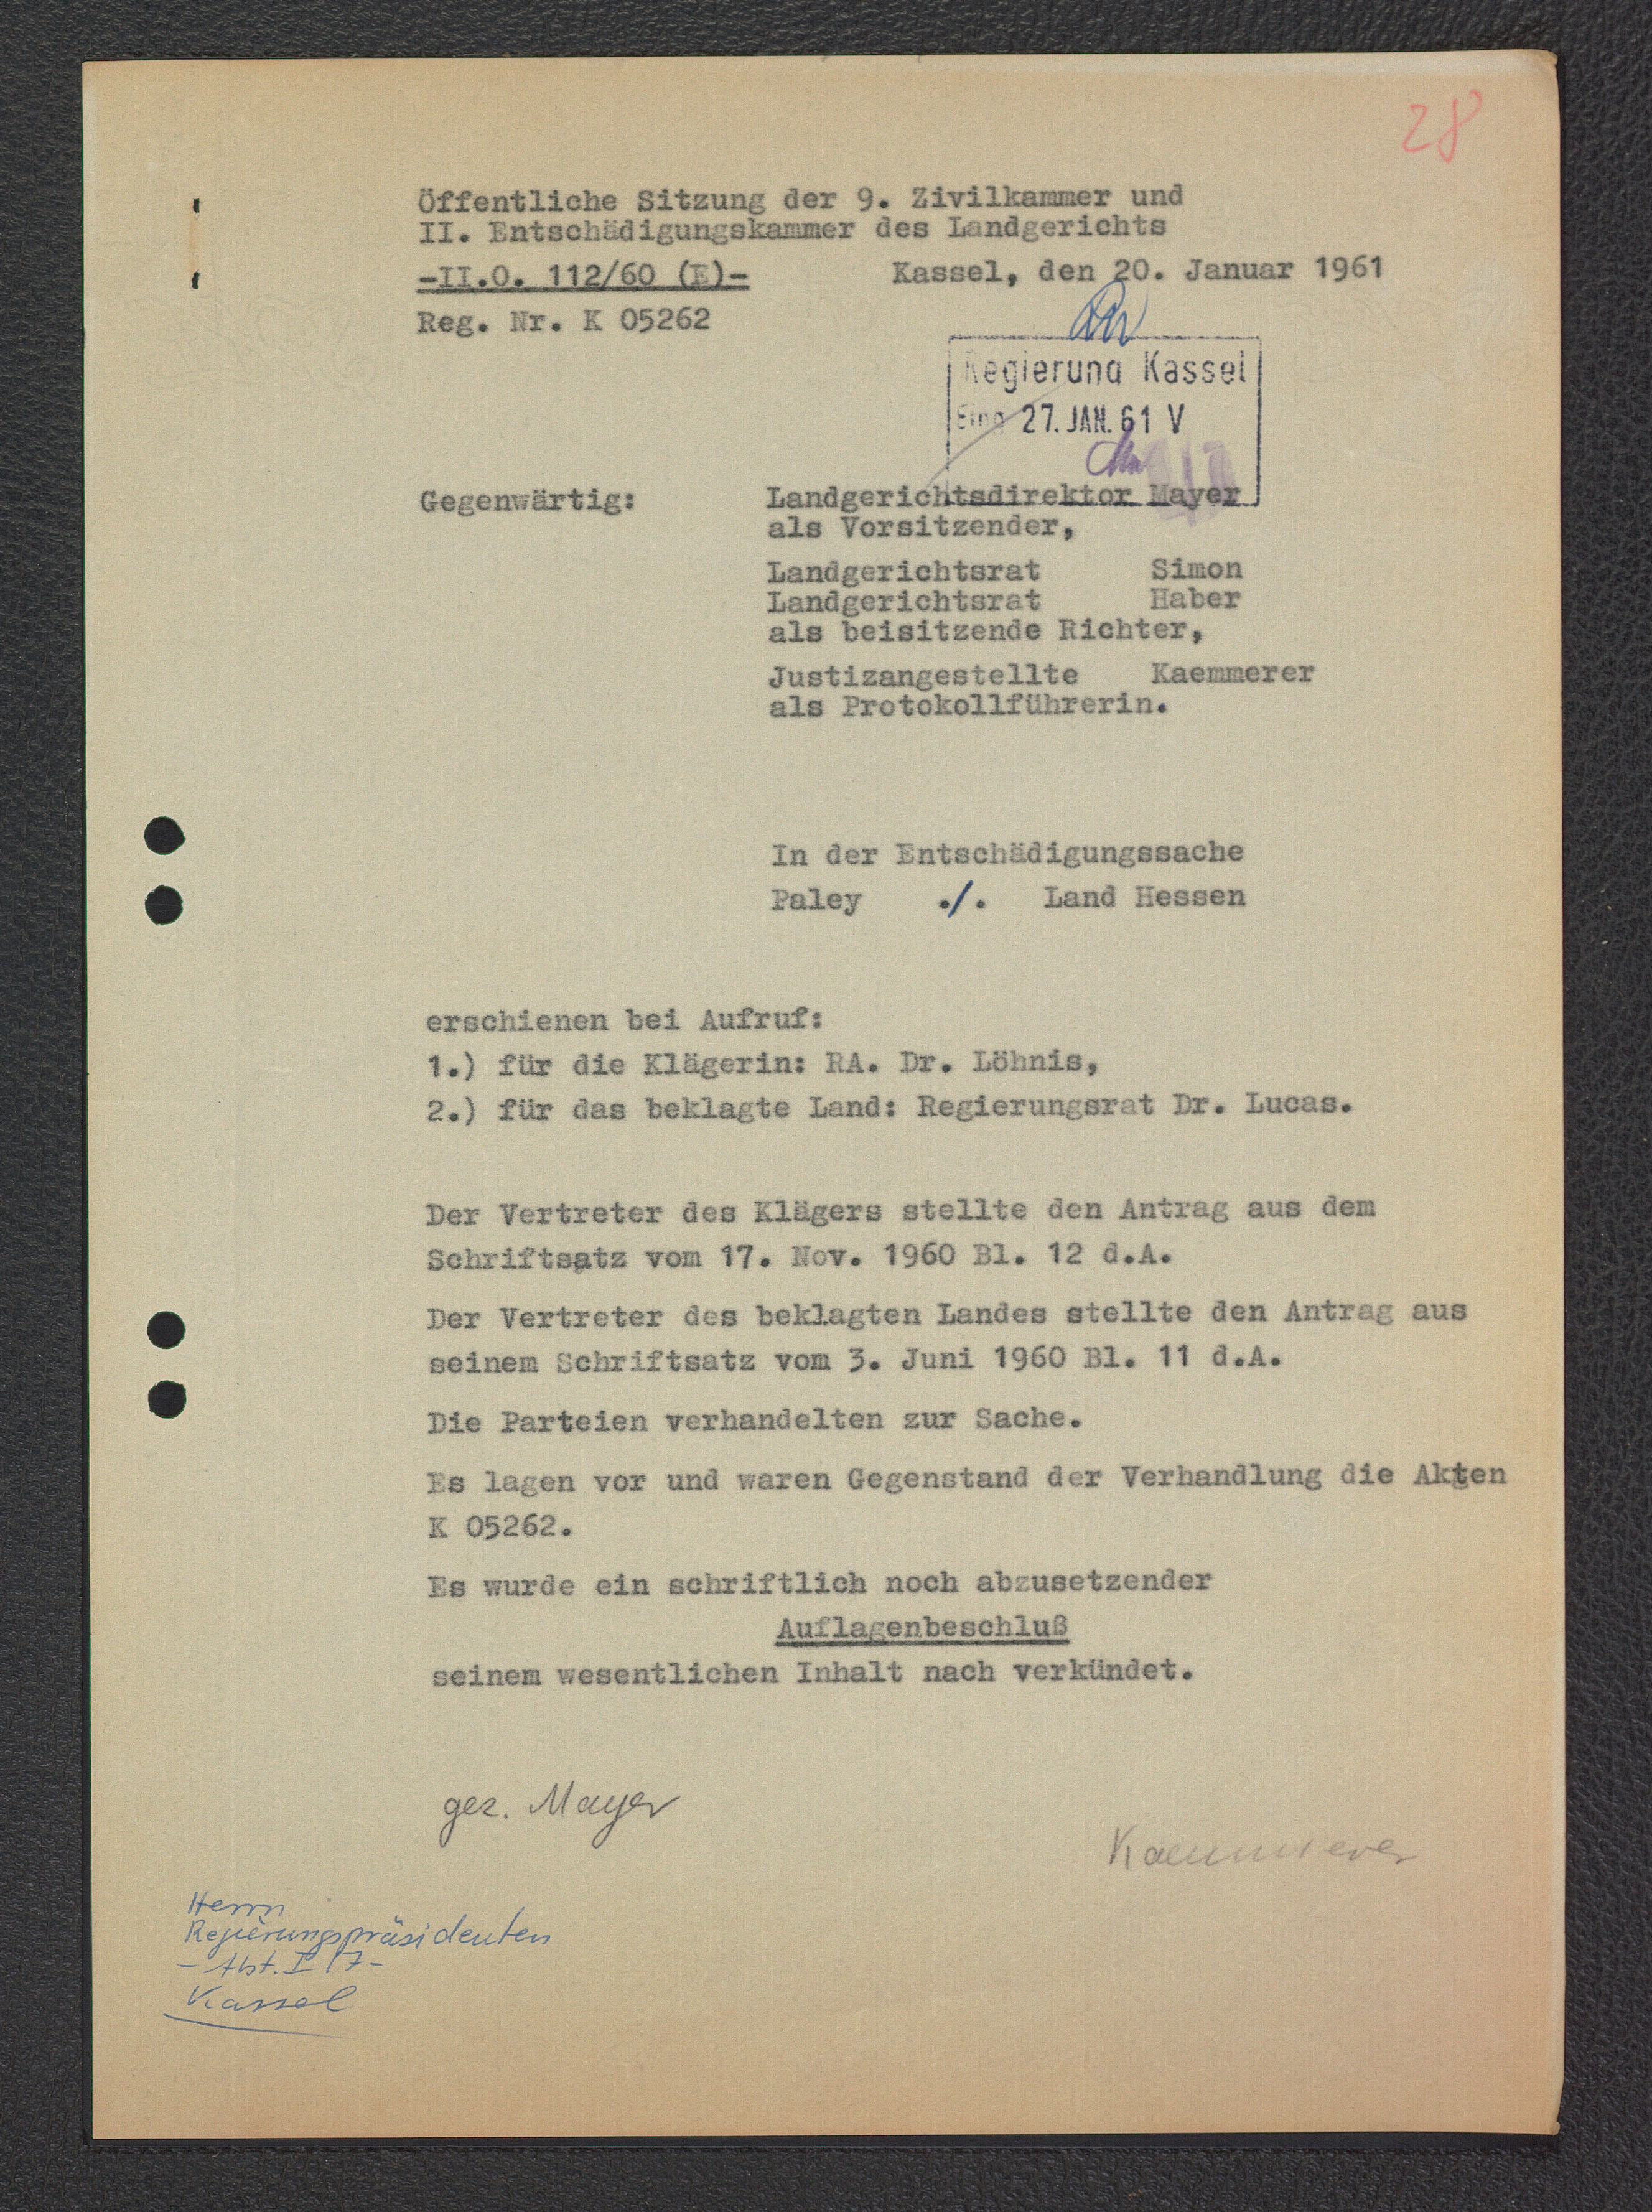 28
Öffentliche Sitzung der 9. Zivilkammer und
II. Entschädigungskammer des Landgerichts
-II.O. 112/60 (E)- Kassel, den 20. Januar 1961
Reg. Nr. K 05262
Regierung Kassel
Eing 27. JAN. 61 V
Gegenwärtig: Landgerichtsdirektor Mayer
als Vorsitzender,
Landgerichtsrat Simon
Landgerichtsrat Haber
als beisitzende Richter,
Justizangestellte Kaemmerer
als Protokollführerin.
In der Entschädigungssache
Paley ./. Land Hessen
erschienen bei Aufruf:
1.) für die Klägerin: RA. Dr. Löhnis,
2.) für das beklagte Land: Regierungsrat Dr. Lucas.
Der Vertreter des Klägers stellte den Antrag aus dem
Schriftsatz vom 17. Nov. 1960 Bl. 12 d.A.
Der Vertreter des beklagten Landes stellte den Antrag aus
seinem Schriftsatz vom 3. Juni 1960 Bl. 11 d.A.
Die Parteien verhandelten zur Sache.
Es lagen vor und waren Gegenstand der Verhandlung die Akten
K 05262.
Es wurde ein schriftlich noch abzusetzender
Auflagenbeschluß
seinem wesentlichen Inhalt nach verkündet.
gez. Mayer
Kaemmerer
Herrn
Regierungspräsidenten
- Abt. I/7 -
Kassel